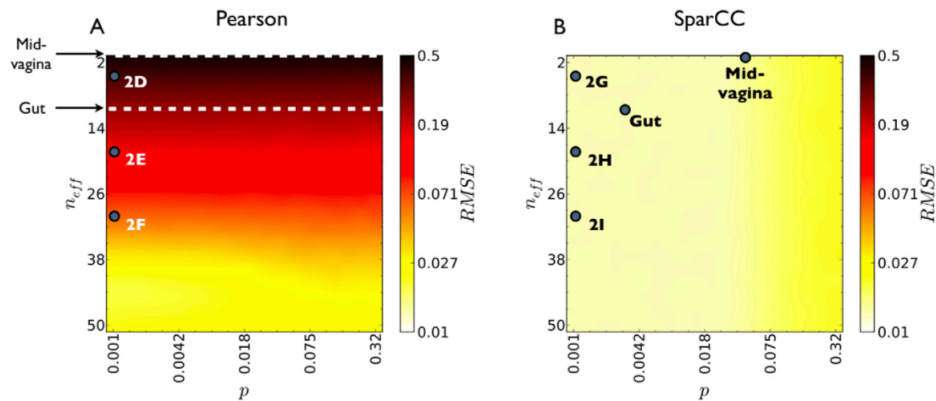 Pearson
SparCC
A
B
Mid-
vagina
Gut
2
14
26
38
50
n_eff
2D
2E
2F
0.001
0.0042
0.018
0.075
0.32
p
0.5
0.19
0.071
0.027
0.01
RMSE
2
14
26
38
50
n_eff
2G
2H
2I
Gut
Mid-
vagina
0.001
0.0042
0.018
0.075
0.32
p
0.5
0.19
0.071
0.027
0.01
RMSE